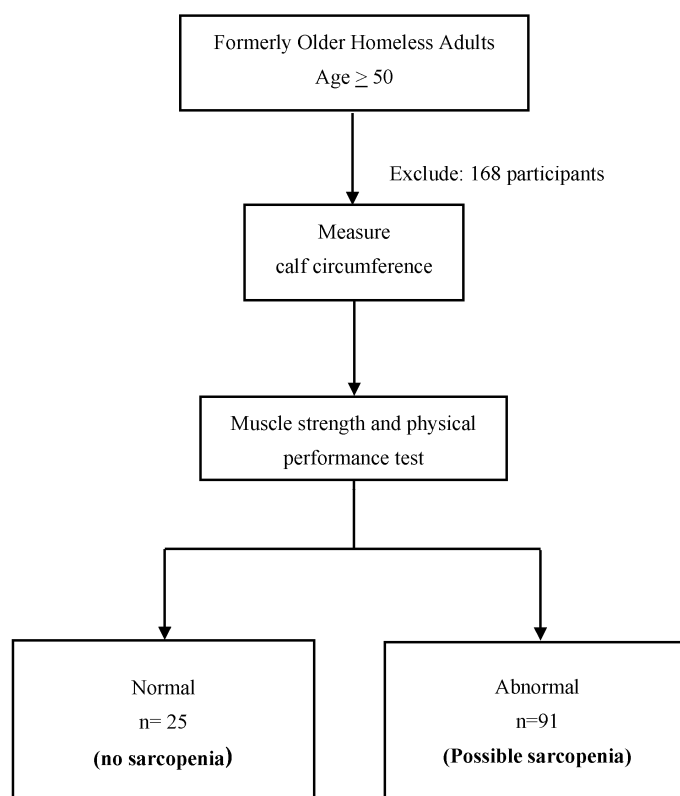 Formerly Older Homeless Adults
Age ≥ 50
Exclude: 168 participants
Measure
calf circumference
Muscle strength and physical
performance test
Normal
n= 25
(no sarcopenia)
Abnormal
n=91
(Possible sarcopenia)